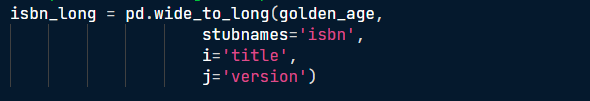 isbn_long = pd.wide_to_long(golden_age,
stubnames='isbn',
i='title',
j='version')